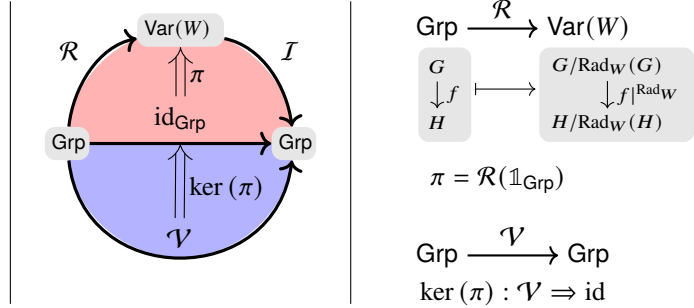 Var(W)
ℛ ℐ
π
id_Grp
Grp Grp
ker (π)
𝒱
Grp ℛ Var(W)
G G/Rad_W(G)
f f|^Rad_W
H H/Rad_W(H)
π = ℛ(𝟙_Grp)
Grp 𝒱 Grp
ker (π) : 𝒱 ⇒ id